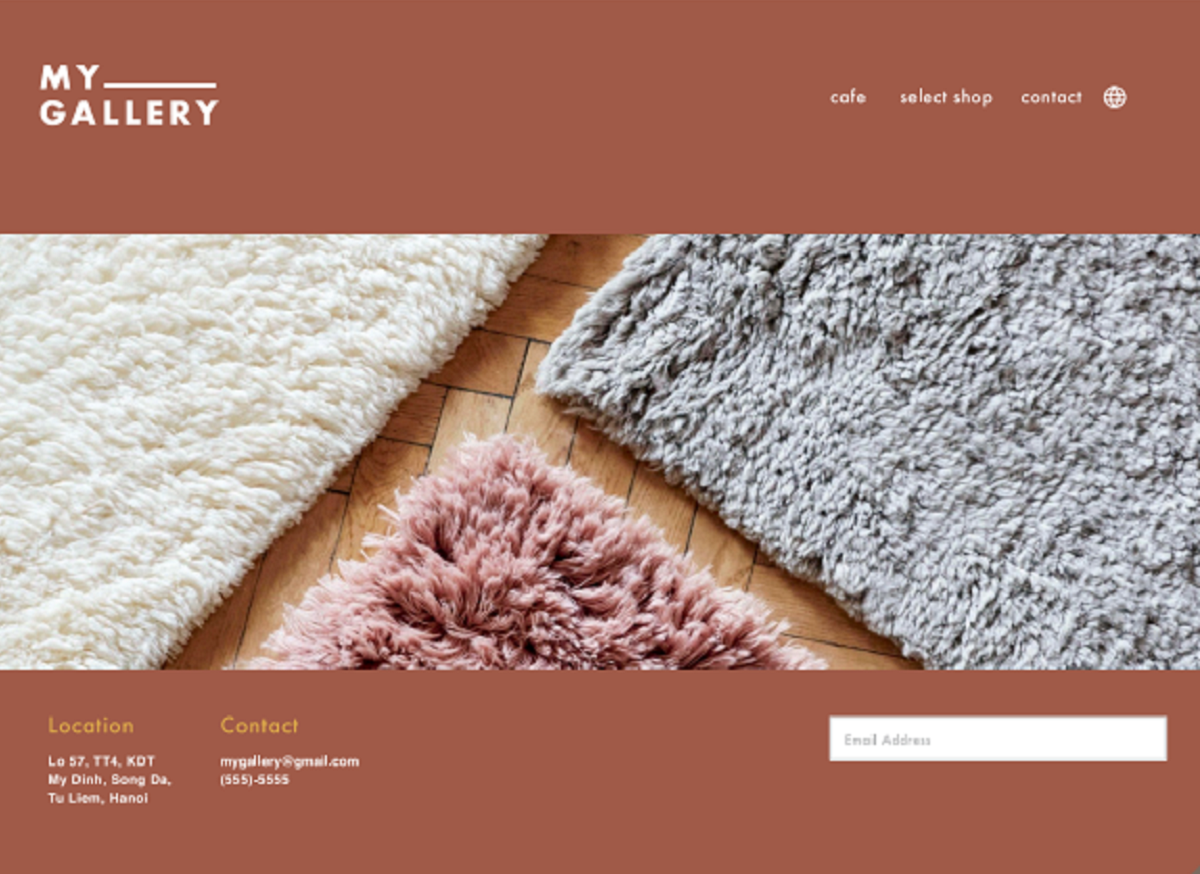 MY
GALLERY
cafe select shop contact
Location
Lo 57, TT4, KDT
My Dinh, Song Da,
Tu Liem, Hanoi
Contact
mygallery@gmail.com
(555)-5555
Email Address